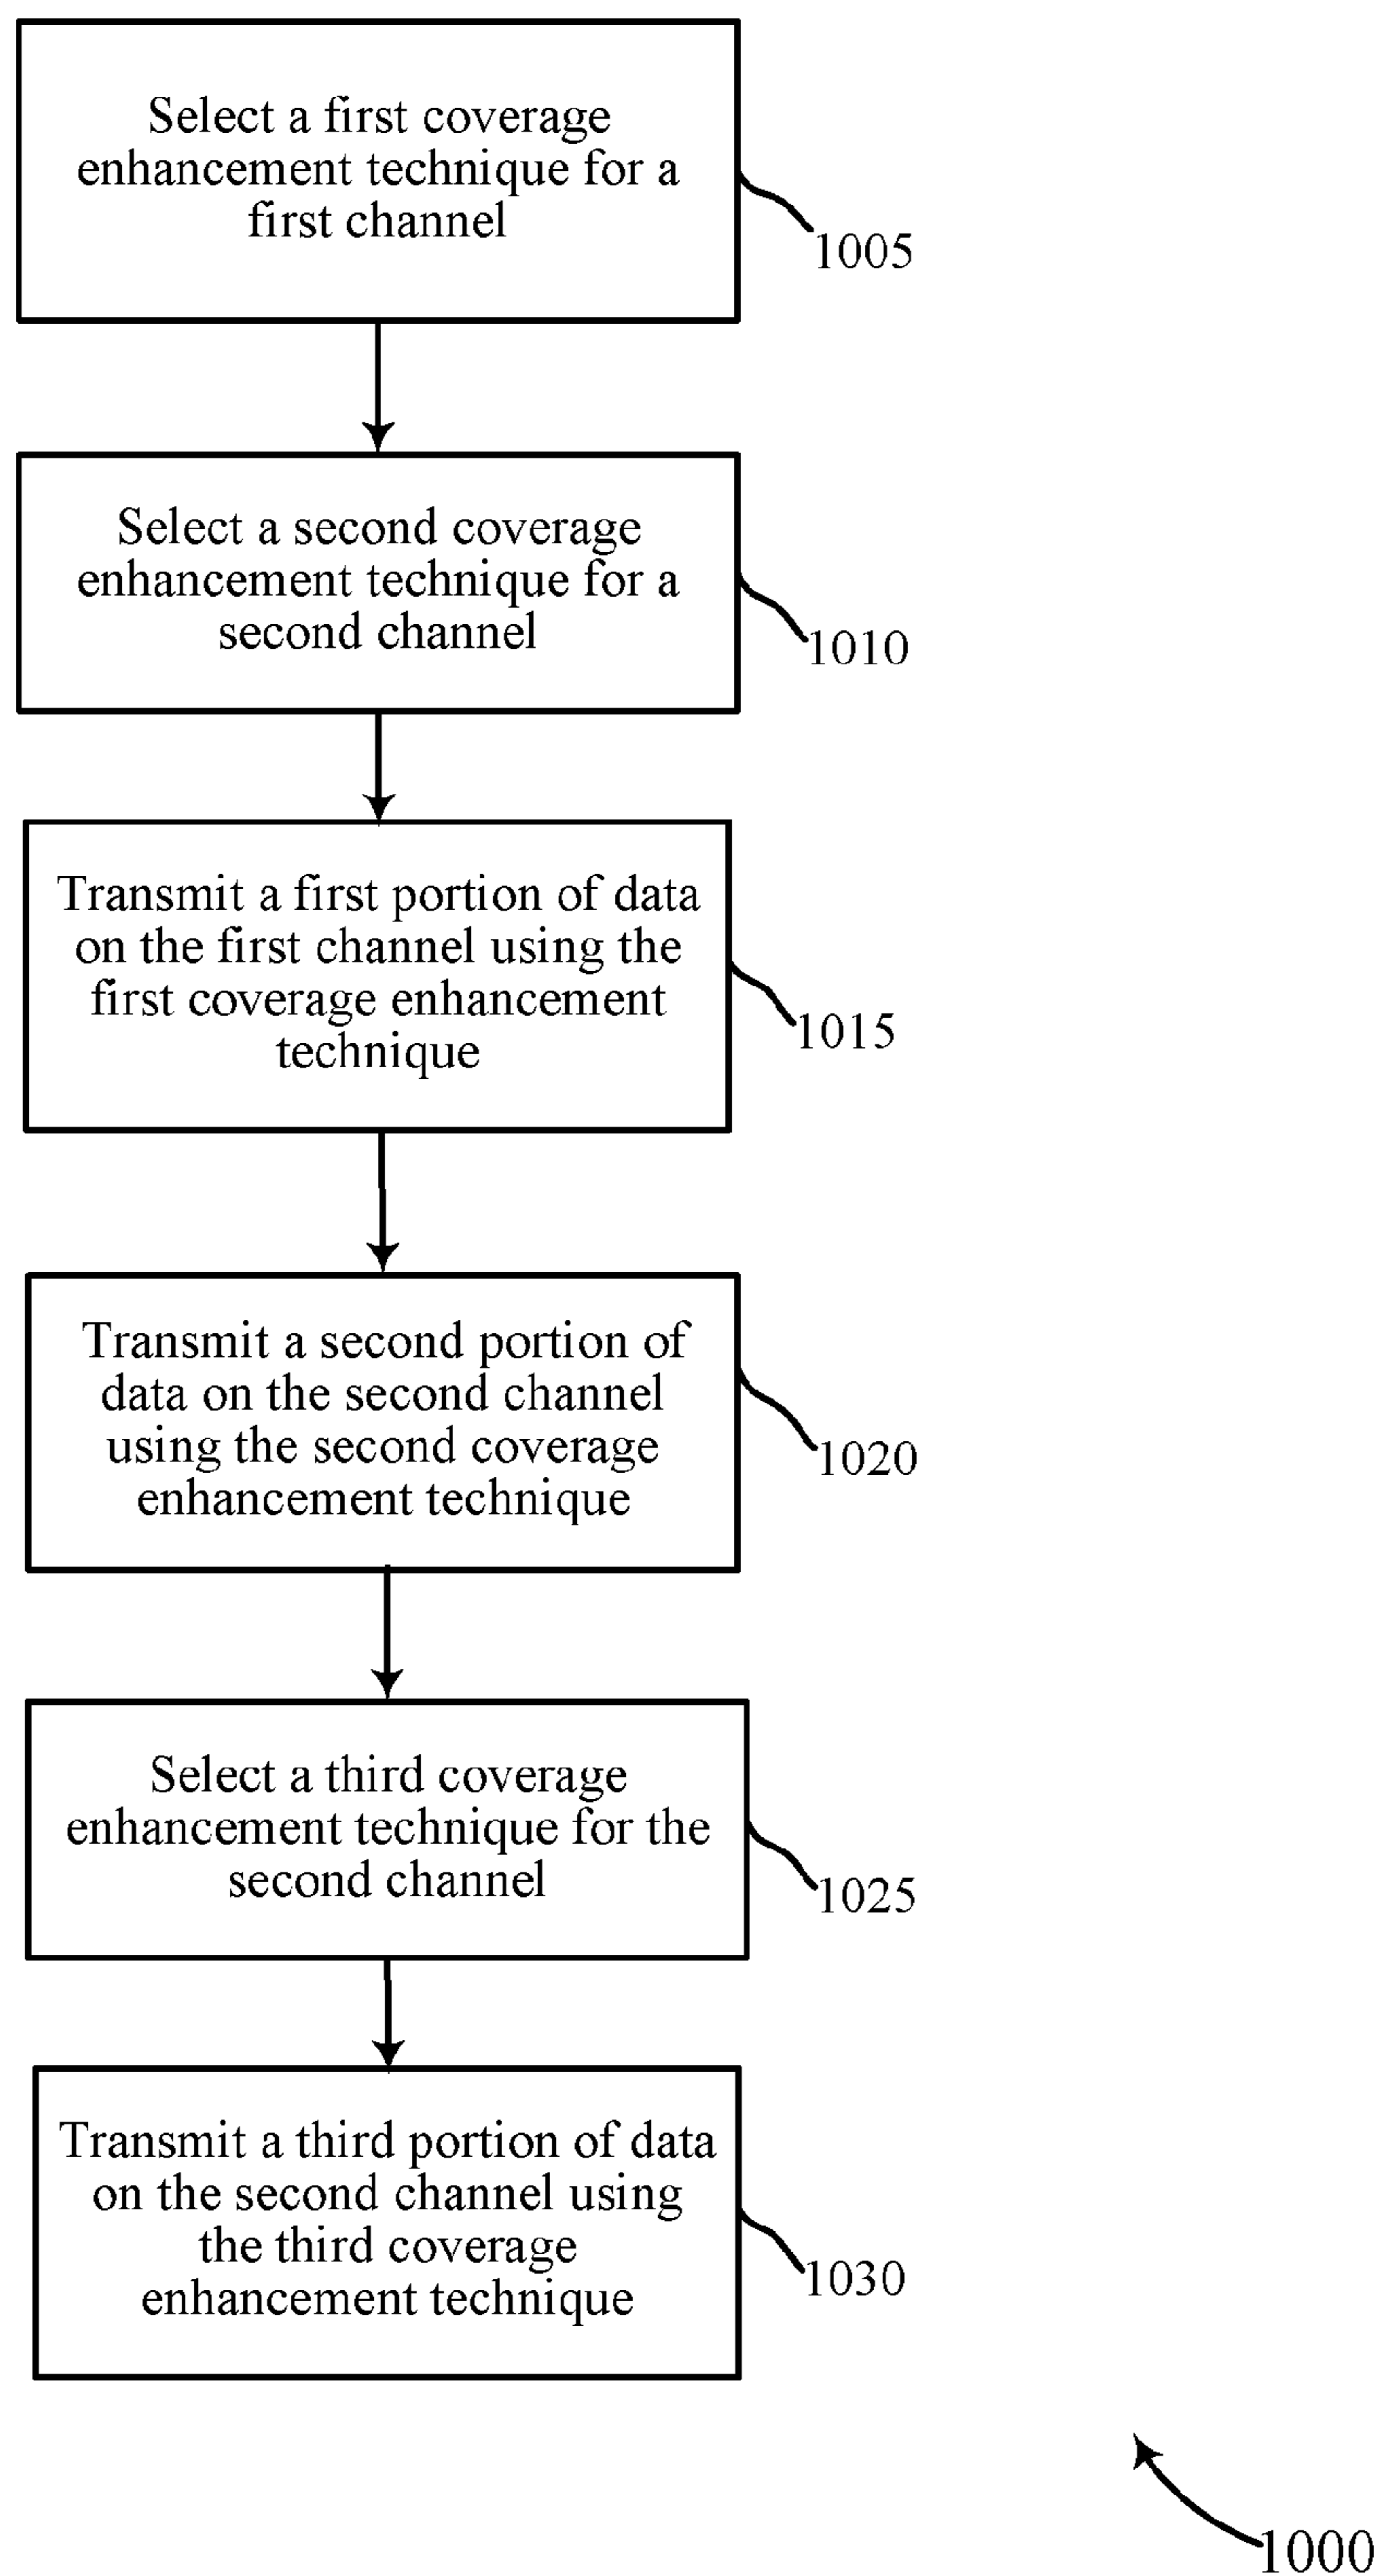 Select a first coverage
enhancement technique for a
first channel
1005
Select a second coverage
enhancement technique for a
second channel
1010
Transmit a first portion of data
on the first channel using the
first coverage enhancement
technique
1015
Transmit a second portion of
data on the second channel
using the second coverage
enhancement technique
1020
Select a third coverage
enhancement technique for the
second channel
1025
Transmit a third portion of data
on the second channel using
the third coverage
enhancement technique
1030
1000